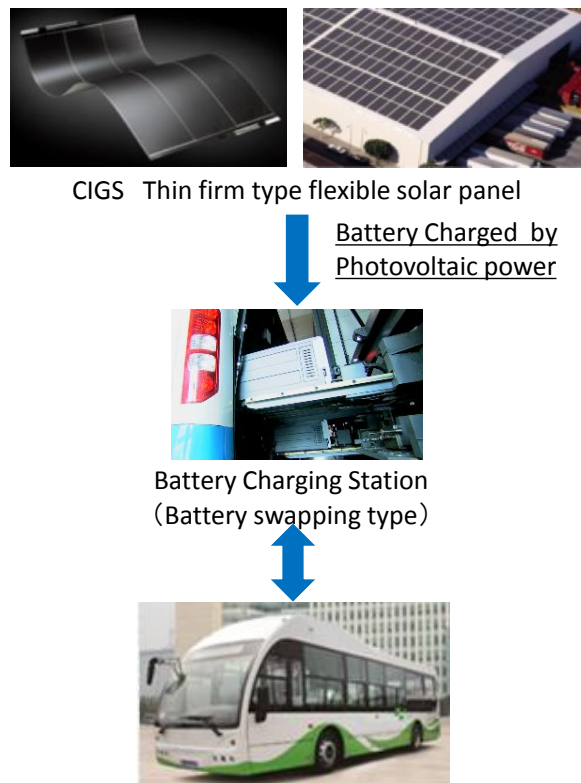 CIGS   Thin firm type flexible solar panel
Battery Charged  by
Photovoltaic power
Battery Charging Station
（Battery swapping type）